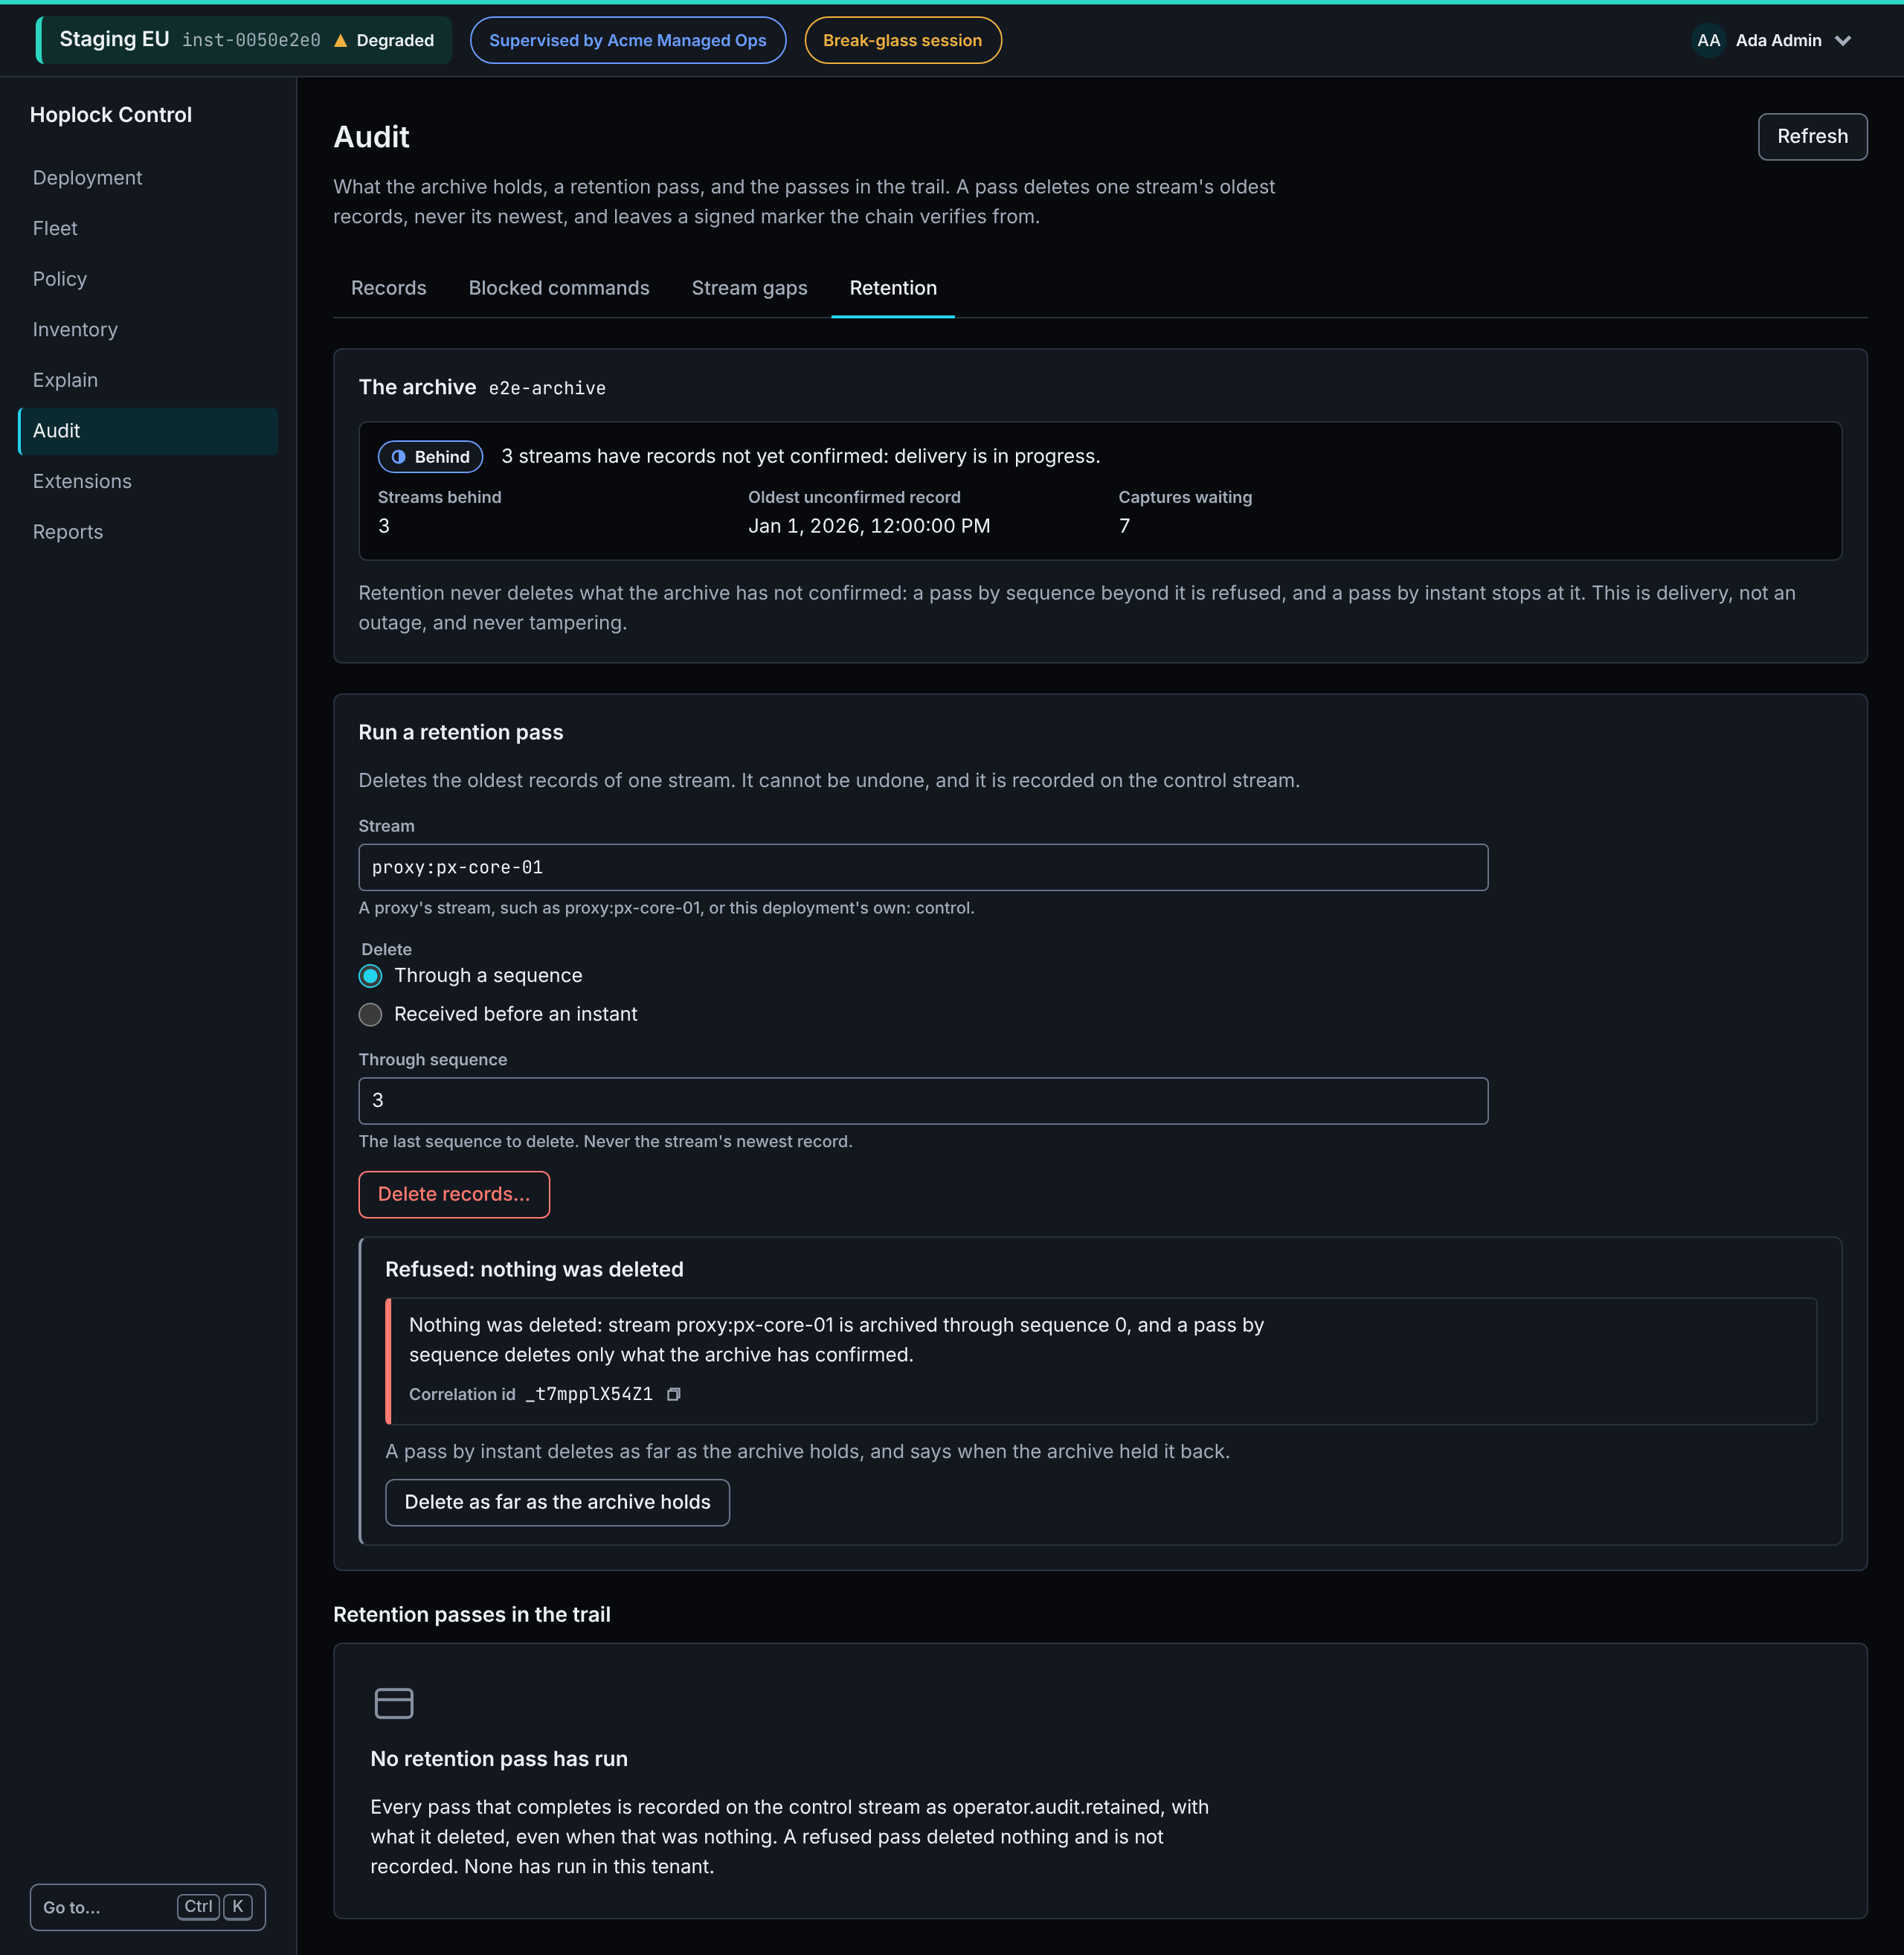 Staging EU inst-0050e2e0 Degraded
Supervised by Acme Managed Ops
Break-glass session
AA Ada Admin
Hoplock Control
Deployment
Fleet
Policy
Inventory
Explain
Audit
Extensions
Reports
Go to...
Ctrl K
Audit
Refresh
What the archive holds, a retention pass, and the passes in the trail. A pass deletes one stream's oldest
records, never its newest, and leaves a signed marker the chain verifies from.
Records
Blocked commands
Stream gaps
Retention
The archive e2e-archive
Behind 3 streams have records not yet confirmed: delivery is in progress.
Streams behind
3
Oldest unconfirmed record
Jan 1, 2026, 12:00:00 PM
Captures waiting
7
Retention never deletes what the archive has not confirmed: a pass by sequence beyond it is refused, and a pass by instant stops at it. This is delivery, not an
outage, and never tampering.
Run a retention pass
Deletes the oldest records of one stream. It cannot be undone, and it is recorded on the control stream.
Stream
proxy:px-core-01
A proxy's stream, such as proxy:px-core-01, or this deployment's own: control.
Delete
Through a sequence
Received before an instant
Through sequence
3
The last sequence to delete. Never the stream's newest record.
Delete records...
Refused: nothing was deleted
Nothing was deleted: stream proxy:px-core-01 is archived through sequence 0, and a pass by
sequence deletes only what the archive has confirmed.
Correlation id _t7mpplX54Z1
A pass by instant deletes as far as the archive holds, and says when the archive held it back.
Delete as far as the archive holds
Retention passes in the trail
No retention pass has run
Every pass that completes is recorded on the control stream as operator.audit.retained, with
what it deleted, even when that was nothing. A refused pass deleted nothing and is not
recorded. None has run in this tenant.